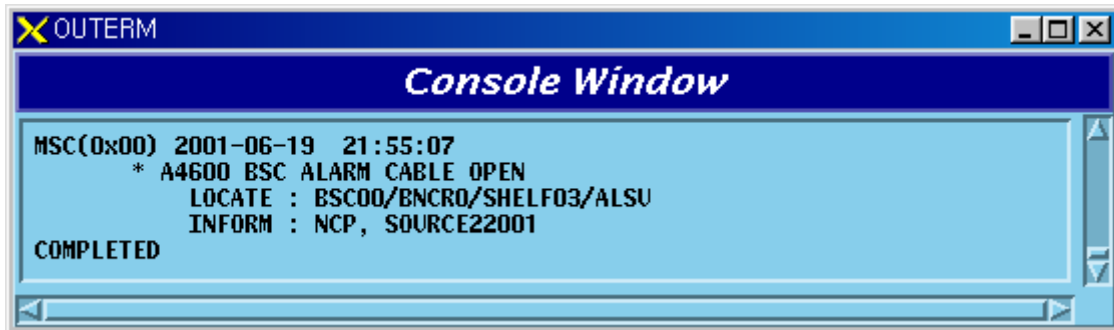 OUTERM
Console Window
MSC(0x00) 2001-06-19 21:55:07
* A4600 BSC ALARM CABLE OPEN
LOCATE : BSC00/BNCR0/SHELF03/ALSU
INFORM : NCP, SOURCE22001
COMPLETED